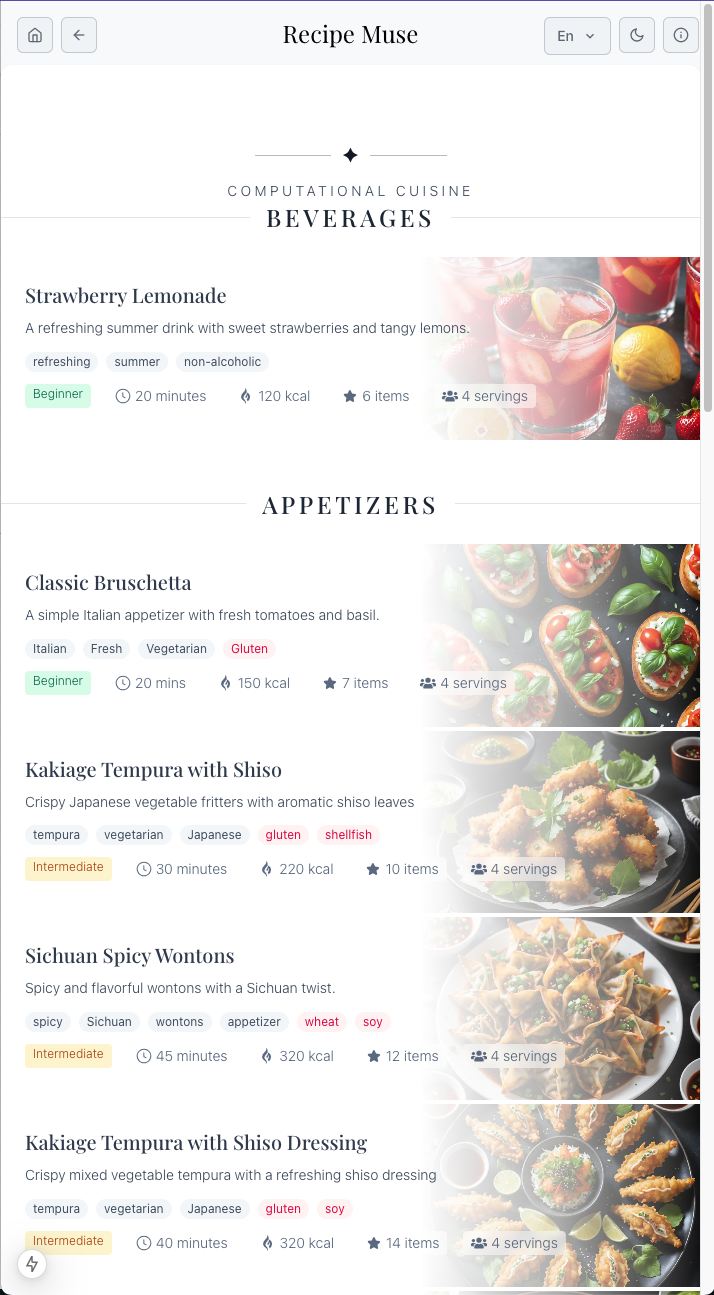 Recipe Muse
En
COMPUTATIONAL CUISINE
BEVERAGES
Strawberry Lemonade
A refreshing summer drink with sweet strawberries and tangy lemons.
refreshing summer non-alcoholic
Beginner 20 minutes 120 kcal 6 items 4 servings
APPETIZERS
Classic Bruschetta
A simple Italian appetizer with fresh tomatoes and basil.
Italian Fresh Vegetarian Gluten
Beginner 20 mins 150 kcal 7 items 4 servings
Kakiage Tempura with Shiso
Crispy Japanese vegetable fritters with aromatic shiso leaves
tempura vegetarian Japanese gluten shellfish
Intermediate 30 minutes 220 kcal 10 items 4 servings
Sichuan Spicy Wontons
Spicy and flavorful wontons with a Sichuan twist.
spicy Sichuan wontons appetizer wheat soy
Intermediate 45 minutes 320 kcal 12 items 4 servings
Kakiage Tempura with Shiso Dressing
Crispy mixed vegetable tempura with a refreshing shiso dressing
tempura vegetarian Japanese gluten soy
Intermediate 40 minutes 320 kcal 14 items 4 servings